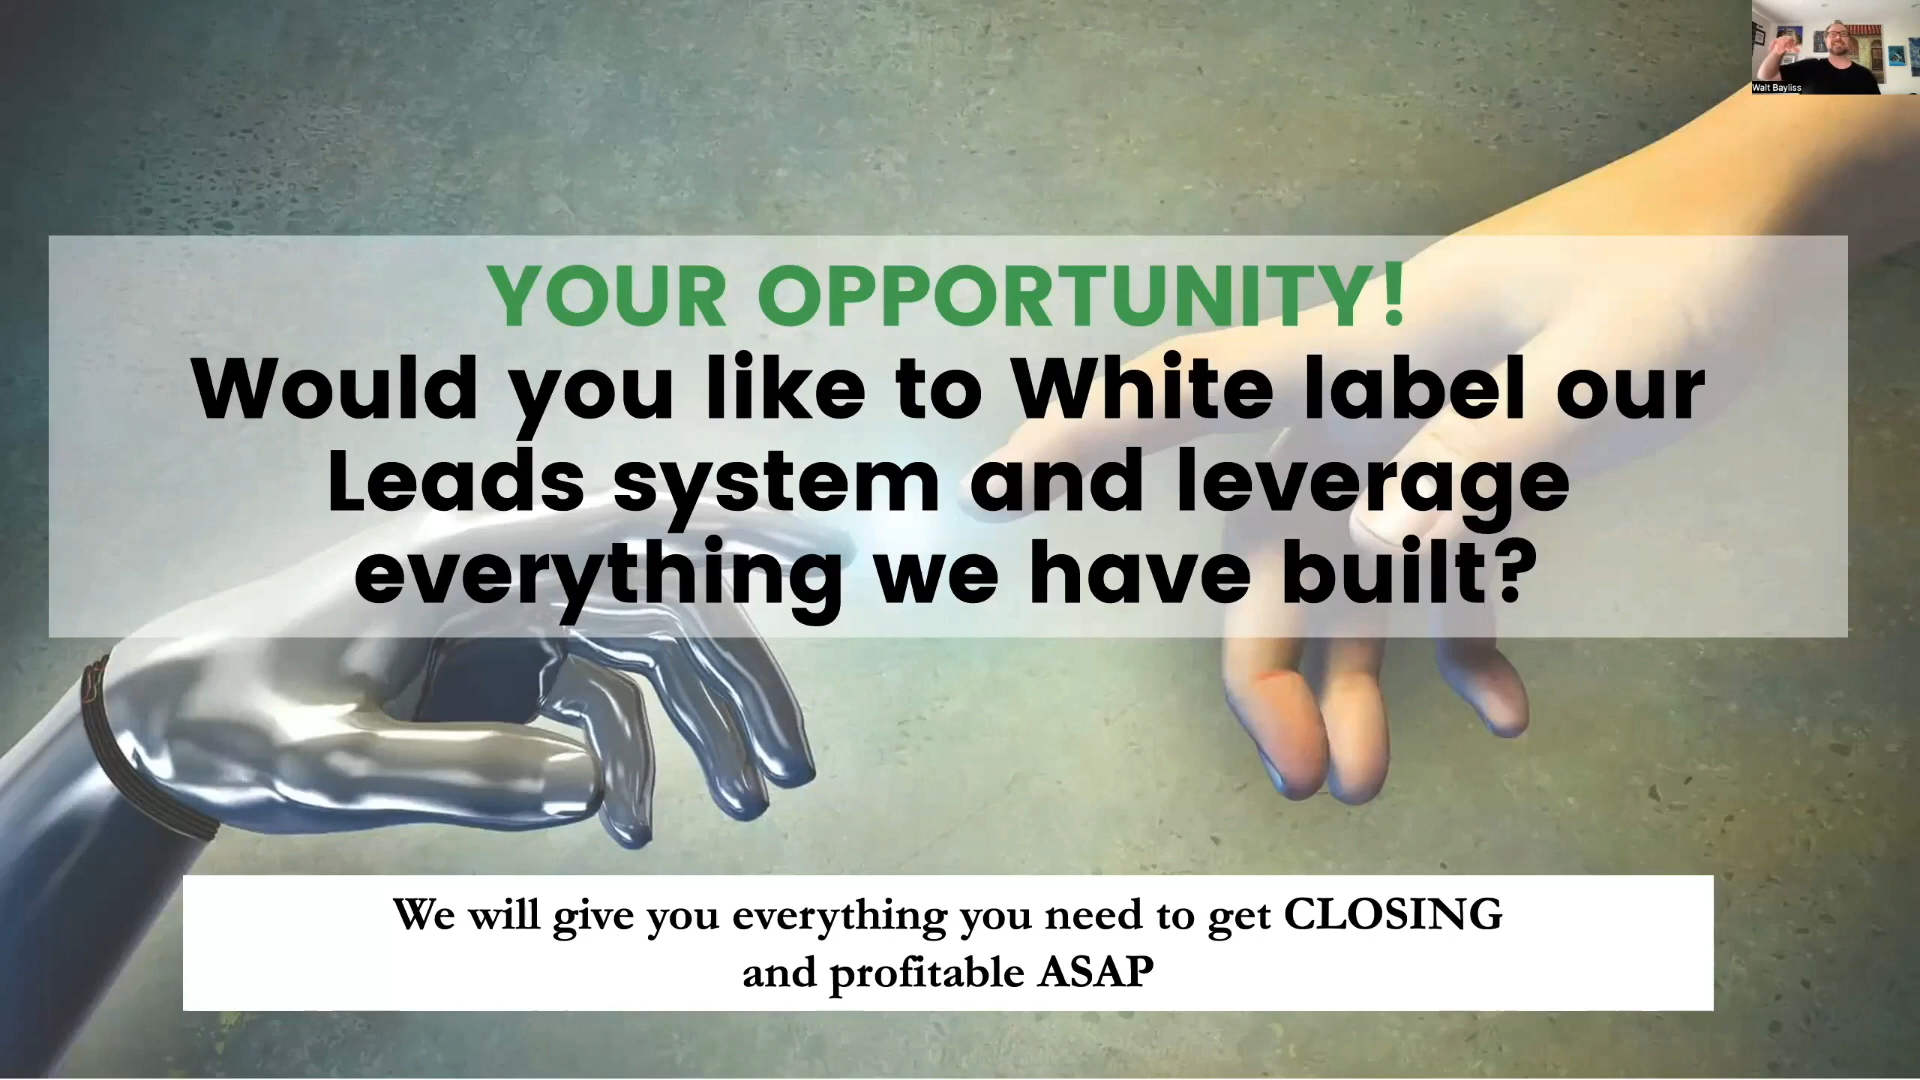 Walt Bayliss
YOUR OPPORTUNITY!
Would you like to White label our
Leads system and leverage
everything we have built?
We will give you everything you need to get CLOSING
and profitable ASAP